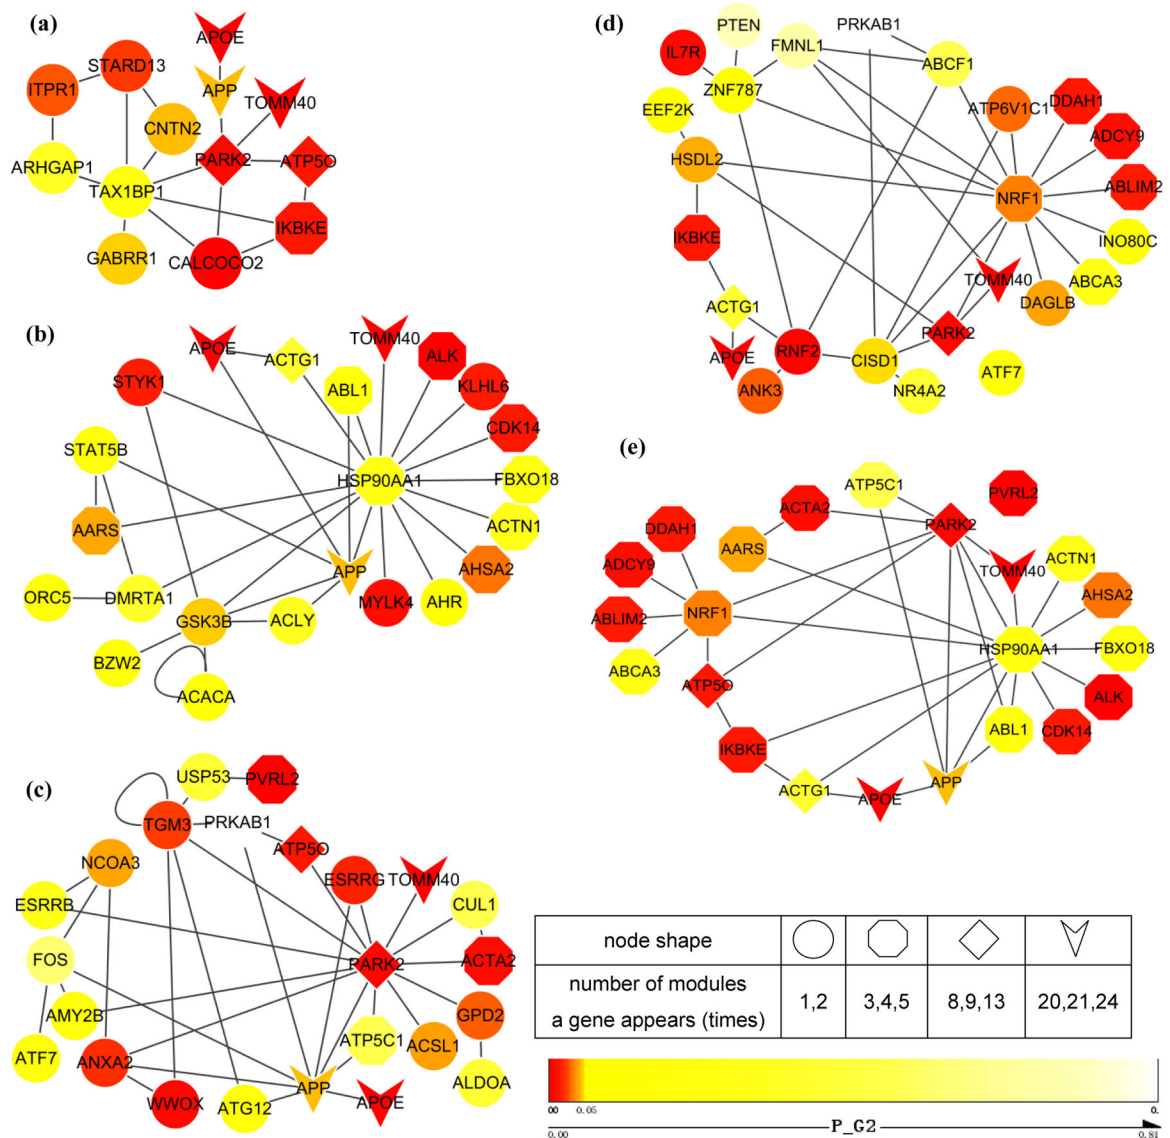 (a)
APOE
STARD13
ITPR1
APP
TOMM40
CNTN2
PARK2
ATP5O
ARHGAP1
TAX1BP1
IKBKE
GABRR1
CALCOCO2
(b)
APOE
ACTG1
TOMM40
ALK
STYK1
ABL1
KLHL6
CDK14
STAT5B
HSP90AA1
FBXO18
AARS
ACTN1
APP
AHSA2
ORC5
DMRTA1
MYLK4
AHR
GSK3B
ACLY
BZW2
ACACA
(c)
USP53
PVRL2
TGM3
PRKAB1
ATP5O
NCOA3
ESRRG
TOMM40
ESRRB
CUL1
FOS
PARK2
ACTA2
AMY2B
GPD2
ATP5C1
ACSL1
ATF7
ANXA2
ALDOA
APP
WWOX
ATG12
APOE
(d)
PTEN
PRKAB1
IL7R
FMNL1
ABCF1
ZNF787
EEF2K
ATP6V1C1
DDAH1
ADCY9
HSDL2
ABLIM2
NRF1
IKBKE
INO80C
TOMM40
ABCA3
ACTG1
DAGLB
PARK2
APOE
RNF2
CISD1
ATF7
ANK3
NR4A2
(e)
ATP5C1
PVRL2
ACTA2
DDAH1
PARK2
AARS
ADCY9
TOMM40
ACTN1
AHSA2
ABLIM2
NRF1
HSP90AA1
FBXO18
ABCA3
ATP5O
ALK
ABL1
CDK14
IKBKE
ACTG1
APOE
APP
node shape
number of modules
a gene appears (times)
1,2
3,4,5
8,9,13
20,21,24
00
0.05
0.
P_G2
0.00
0.81